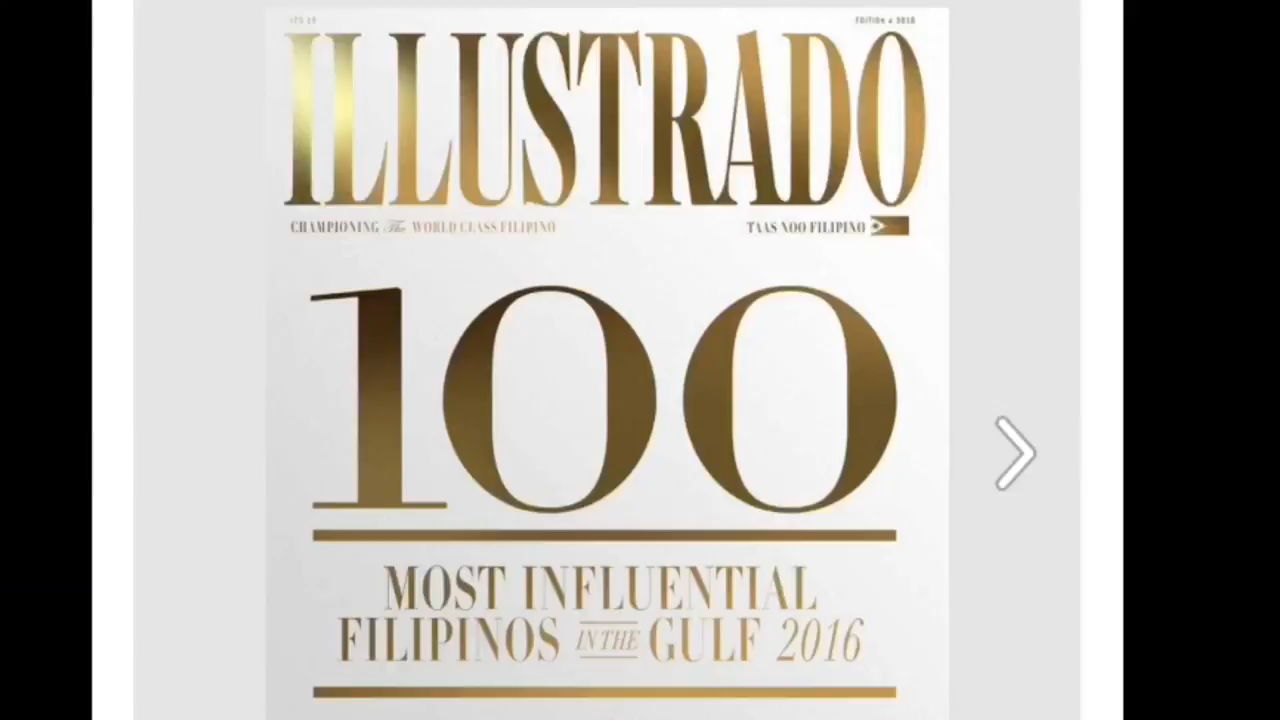 ILLUSTRADO
CHAMPIONING The WORLD CLASS FILIPINO
TAAS NOO FILIPINO
100
MOST INFLUENTIAL
FILIPINOS IN THE GULF 2016